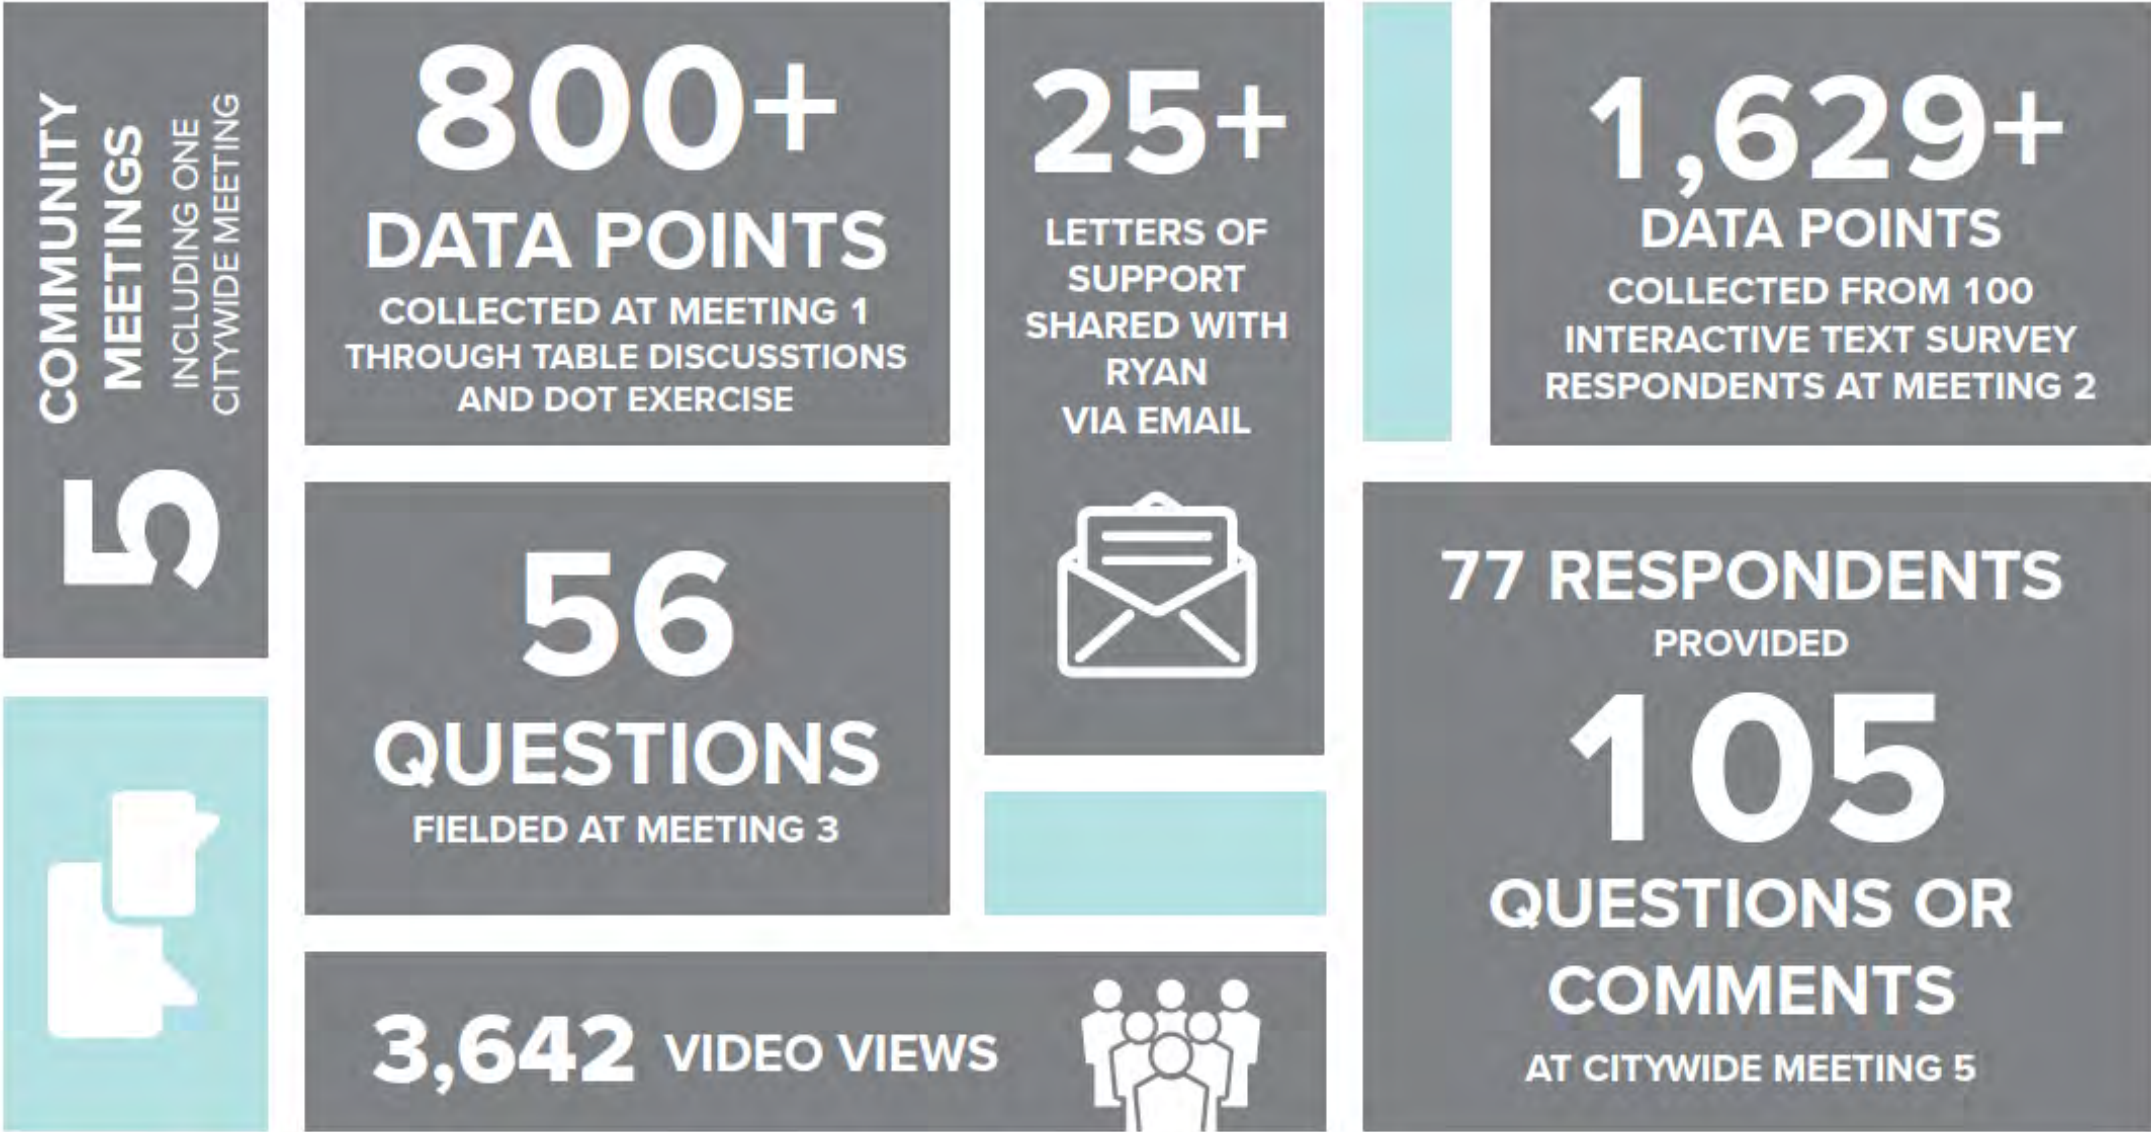 5
COMMUNITY
MEETINGS
INCLUDING ONE
CITYWIDE MEETING
800+
DATA POINTS
COLLECTED AT MEETING 1
THROUGH TABLE DISCUSSTIONS
AND DOT EXERCISE
25+
LETTERS OF
SUPPORT
SHARED WITH
RYAN
VIA EMAIL
1,629+
DATA POINTS
COLLECTED FROM 100
INTERACTIVE TEXT SURVEY
RESPONDENTS AT MEETING 2
56
QUESTIONS
FIELDED AT MEETING 3
77 RESPONDENTS
PROVIDED
105
QUESTIONS OR
COMMENTS
AT CITYWIDE MEETING 5
3,642 VIDEO VIEWS